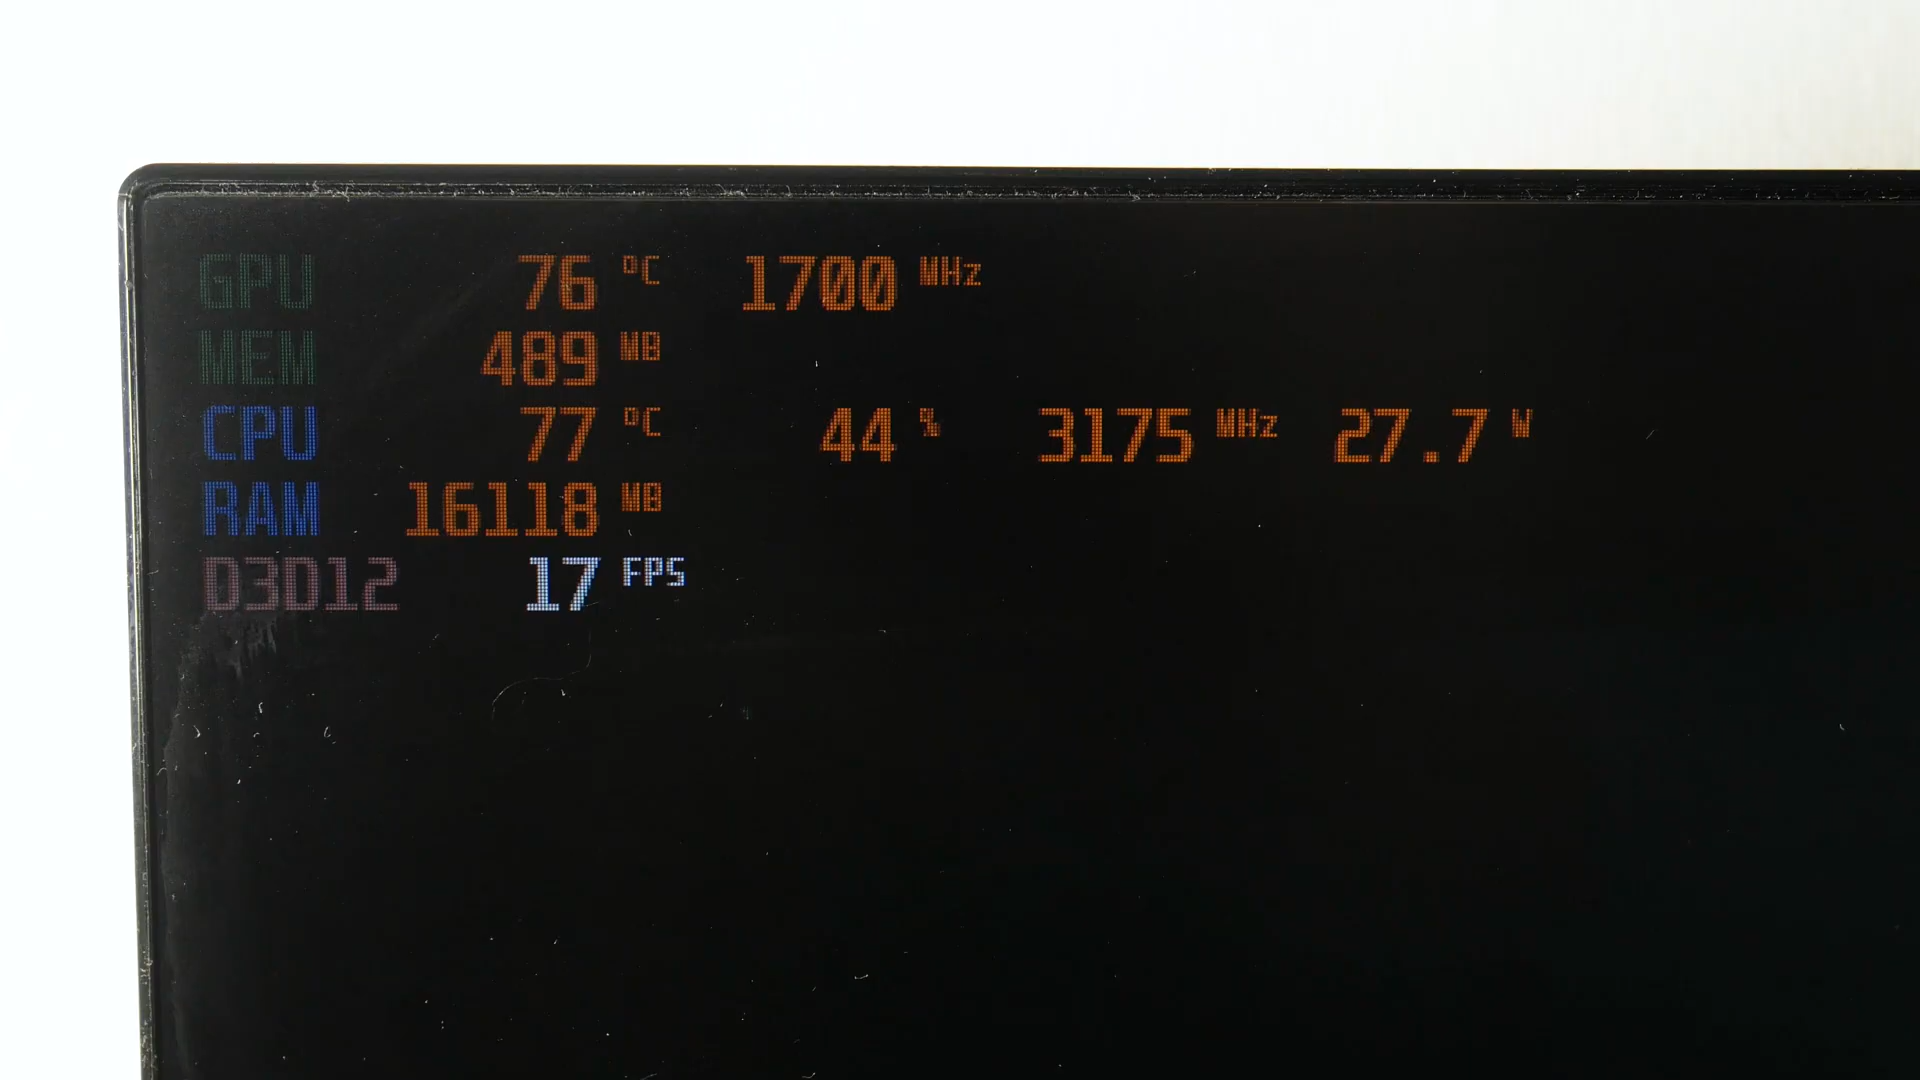 GPU 76 °C 1700 MHz
MEM 489 MB
CPU 77 °C 44 % 3175 MHz 27.7 W
RAM 16118 MB
D3D12 17 FPS